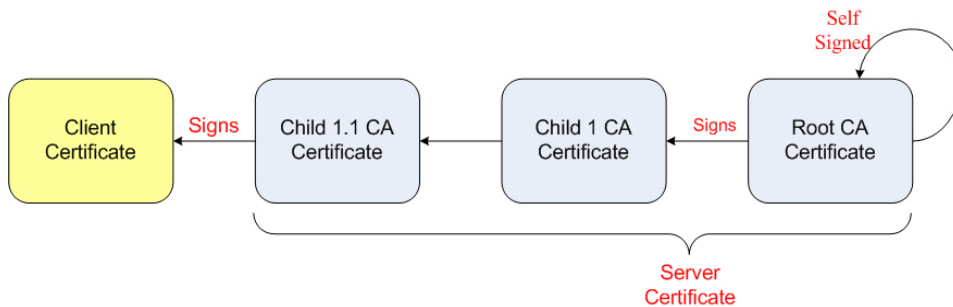 Self
Signed
Client
Certificate
Signs
Child 1.1 CA
Certificate
Child 1 CA
Certificate
Signs
Root CA
Certificate
Server
Certificate